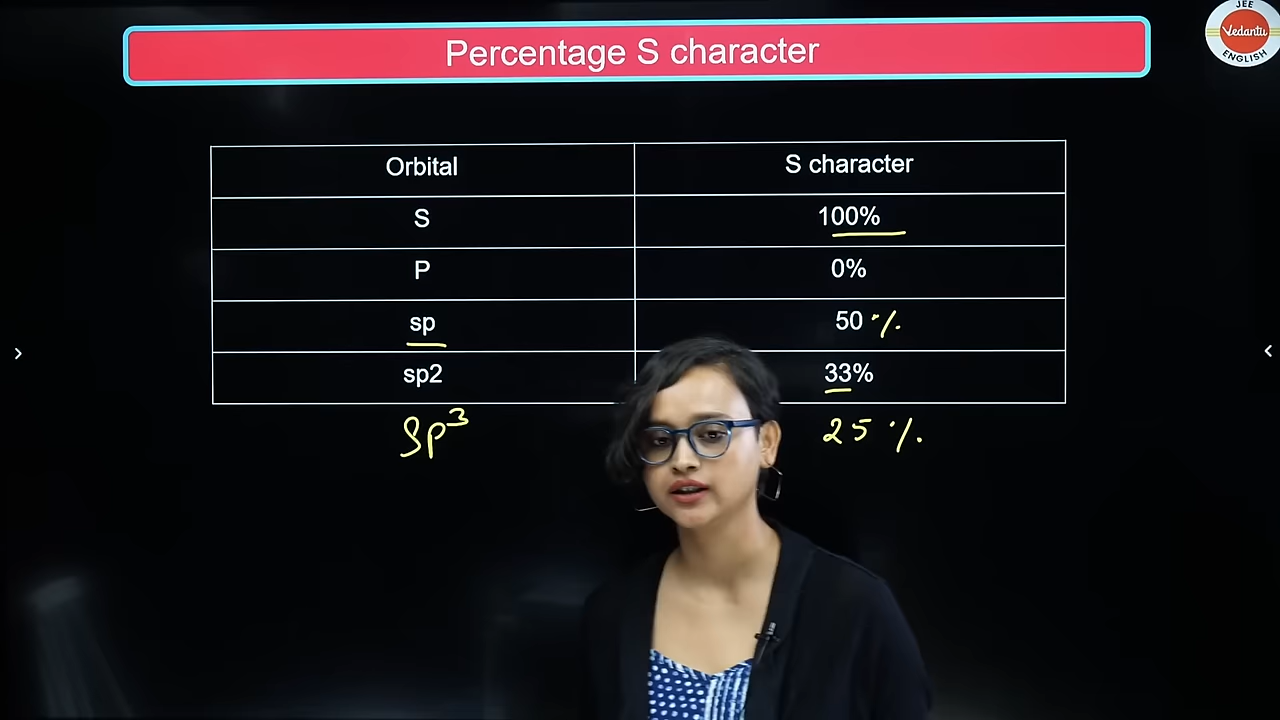 JEE
Vedantu
ENGLISH
Percentage S character
Orbital S character
S 100%
P 0%
sp 50 %
sp2 33%
Sp³ 25 %